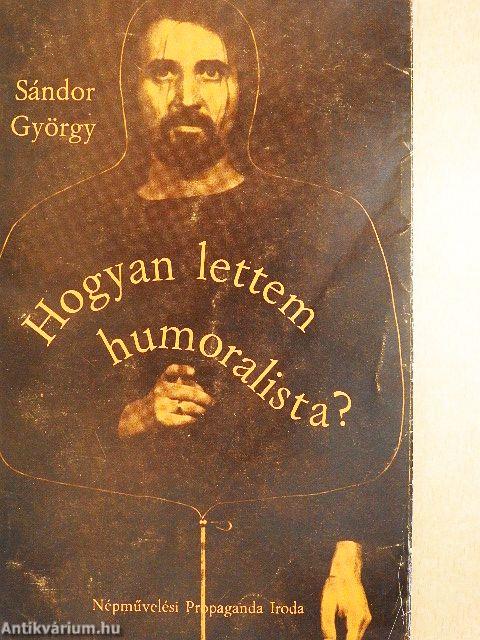 Sándor
György
Hogyan lettem
humoralista?
Népművelési Propaganda Iroda
Antikvárium.hu